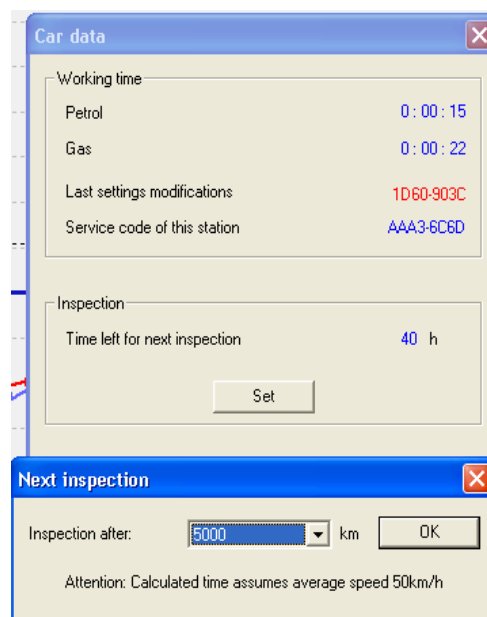 Car data
Working time
Petrol 0 : 00 : 15
Gas 0 : 00 : 22
Last settings modifications 1D60-903C
Service code of this station AAA3-6C6D
Inspection
Time left for next inspection 40 h
Set
Next inspection
Inspection after: 5000 km OK
Attention: Calculated time assumes average speed 50km/h